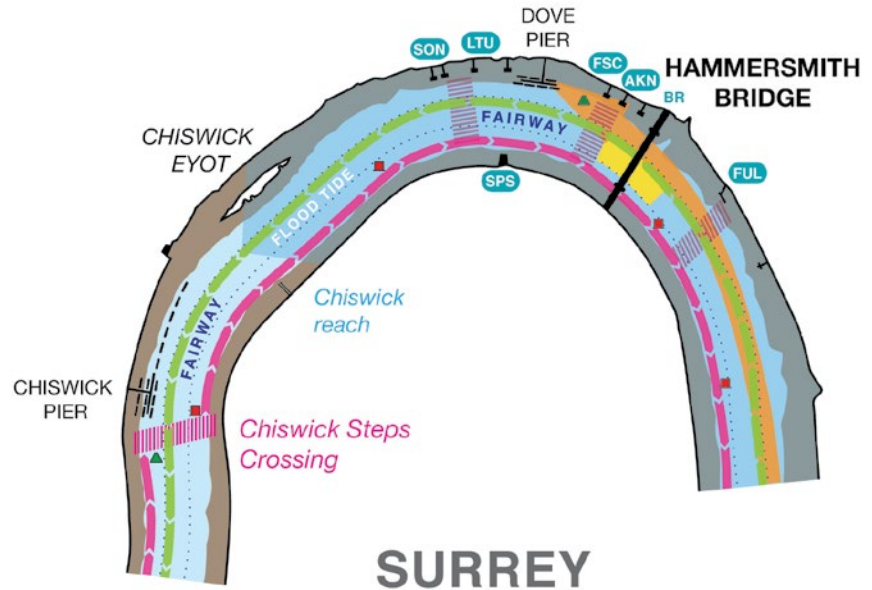 DOVE
PIER
SON
LTU
FSC
AKN
BR
HAMMERSMITH
BRIDGE
FAIRWAY
CHISWICK
EYOT
SPS
FUL
FLOOD TIDE
Chiswick
reach
FAIRWAY
CHISWICK
PIER
Chiswick Steps
Crossing
SURREY